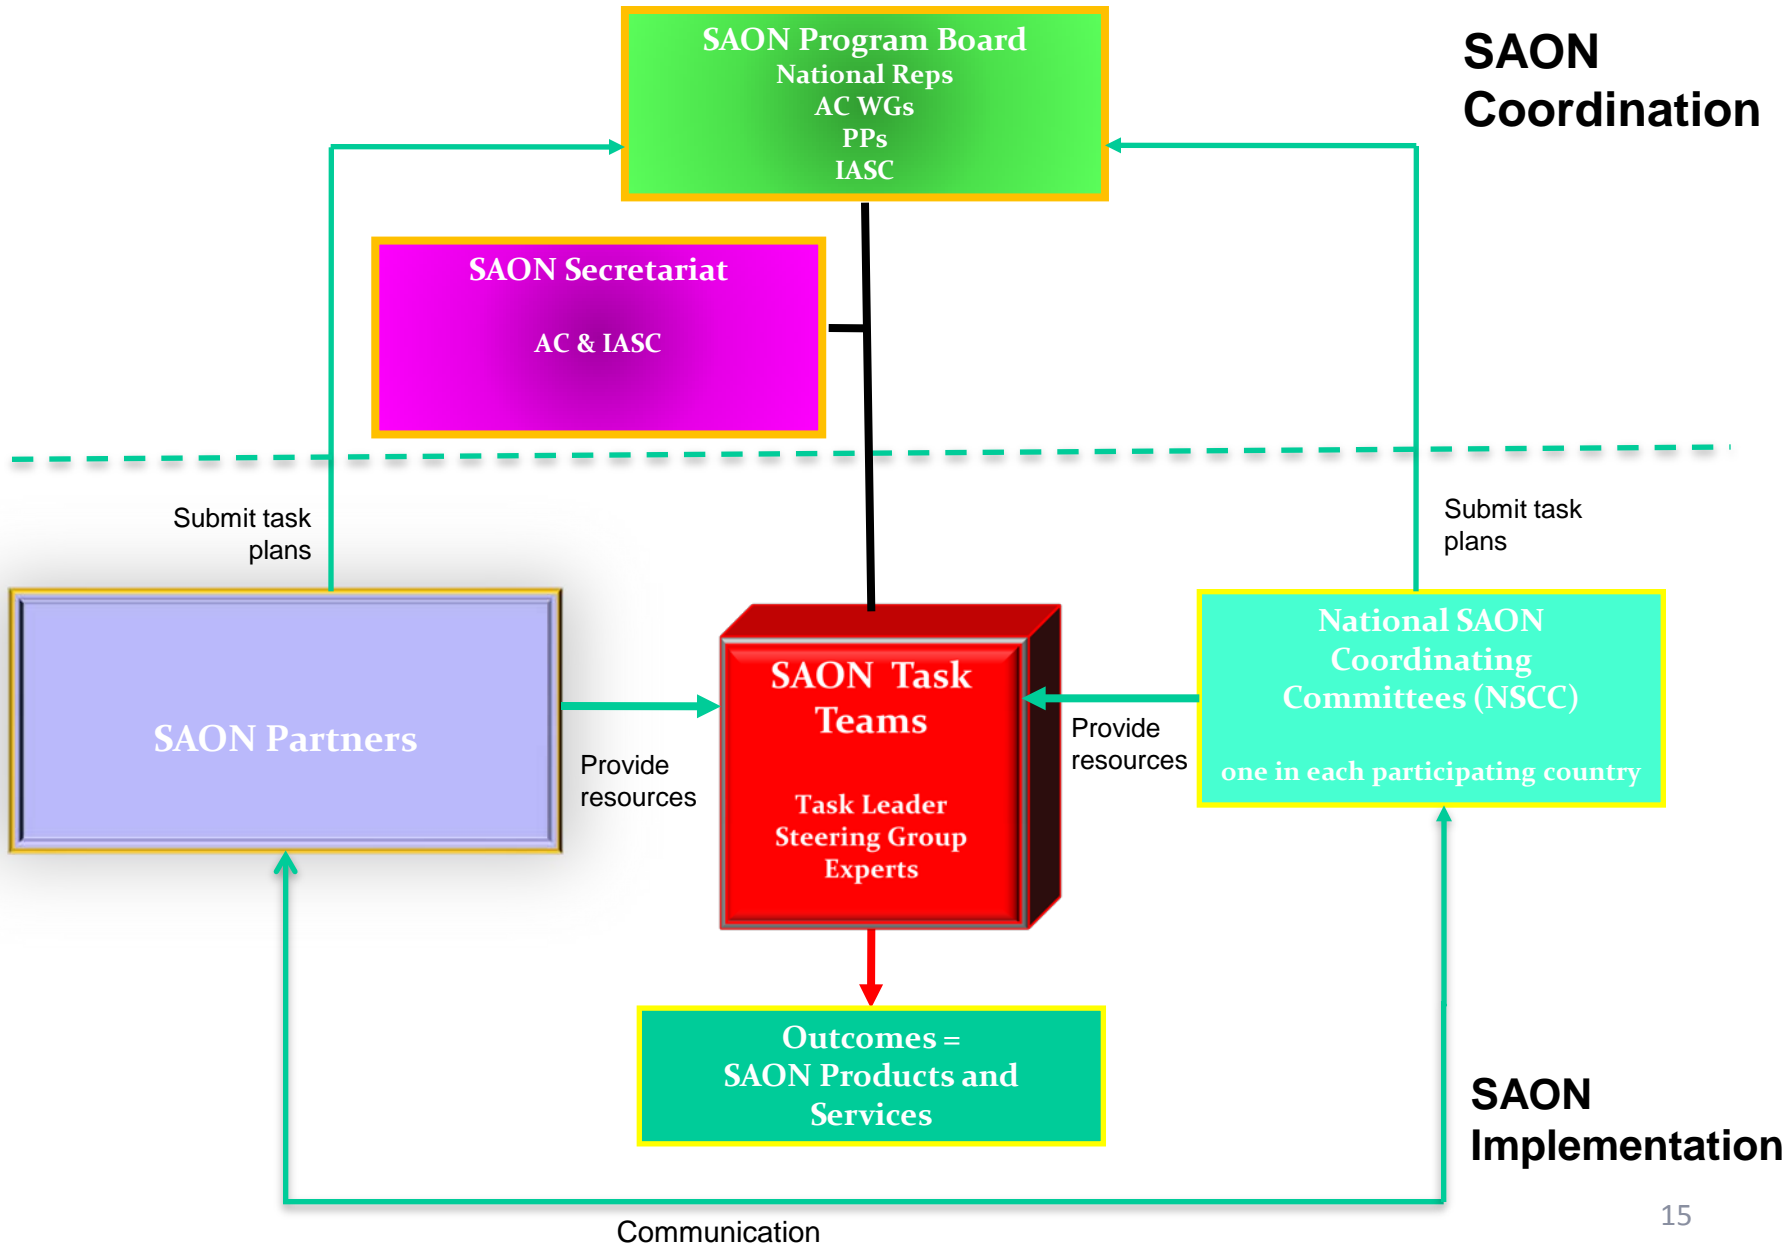 SAON Program Board
National Reps
AC WGs
PPs
IASC
SAON
Coordination
SAON Secretariat
AC & IASC
Submit task
plans
Submit task
plans
SAON Partners
Provide
resources
SAON Task
Teams
Task Leader
Steering Group
Experts
Provide
resources
National SAON
Coordinating
Committees (NSCC)
one in each participating country
Outcomes =
SAON Products and
Services
SAON
Implementation
Communication
15